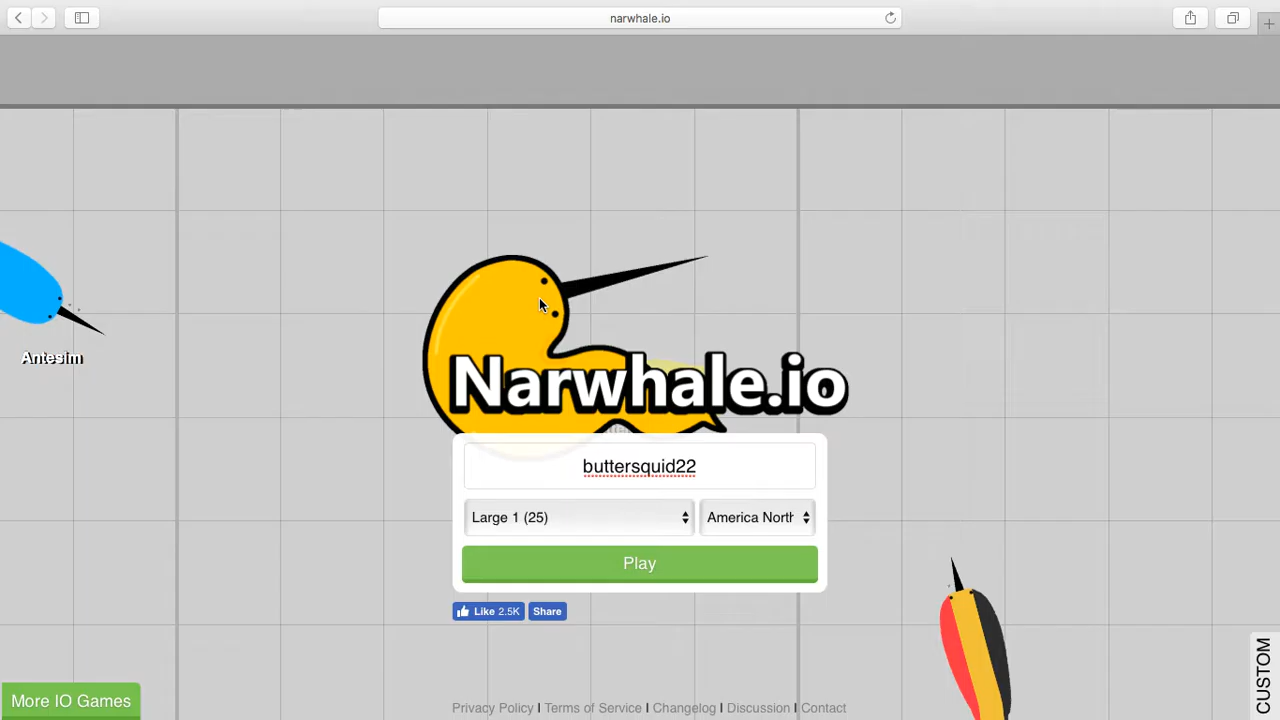 narwhale.io
Antesim
Narwhale.io
buttersquid22
Large 1 (25)
America North
Play
Like 2.5K
Share
CUSTOM
More IO Games
Privacy Policy | Terms of Service | Changelog | Discussion | Contact